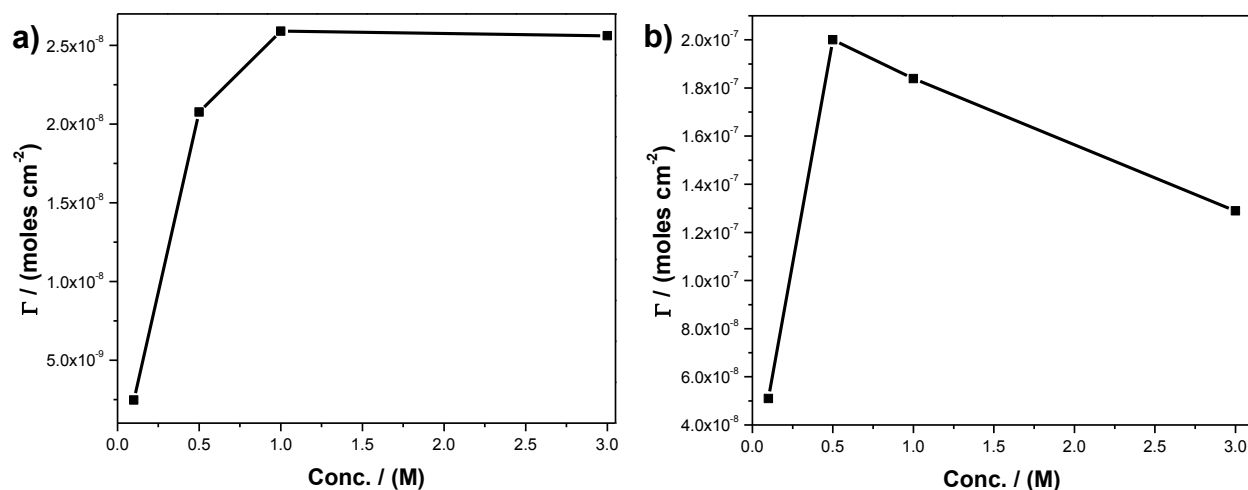 a)
Γ / (moles cm⁻²)
2.5x10⁻⁸
2.0x10⁻⁸
1.5x10⁻⁸
1.0x10⁻⁸
5.0x10⁻⁹
0.0 0.5 1.0 1.5 2.0 2.5 3.0
Conc. / (M)
b)
Γ / (moles cm⁻²)
2.0x10⁻⁷
1.8x10⁻⁷
1.6x10⁻⁷
1.4x10⁻⁷
1.2x10⁻⁷
1.0x10⁻⁷
8.0x10⁻⁸
6.0x10⁻⁸
4.0x10⁻⁸
0.0 0.5 1.0 1.5 2.0 2.5 3.0
Conc. / (M)